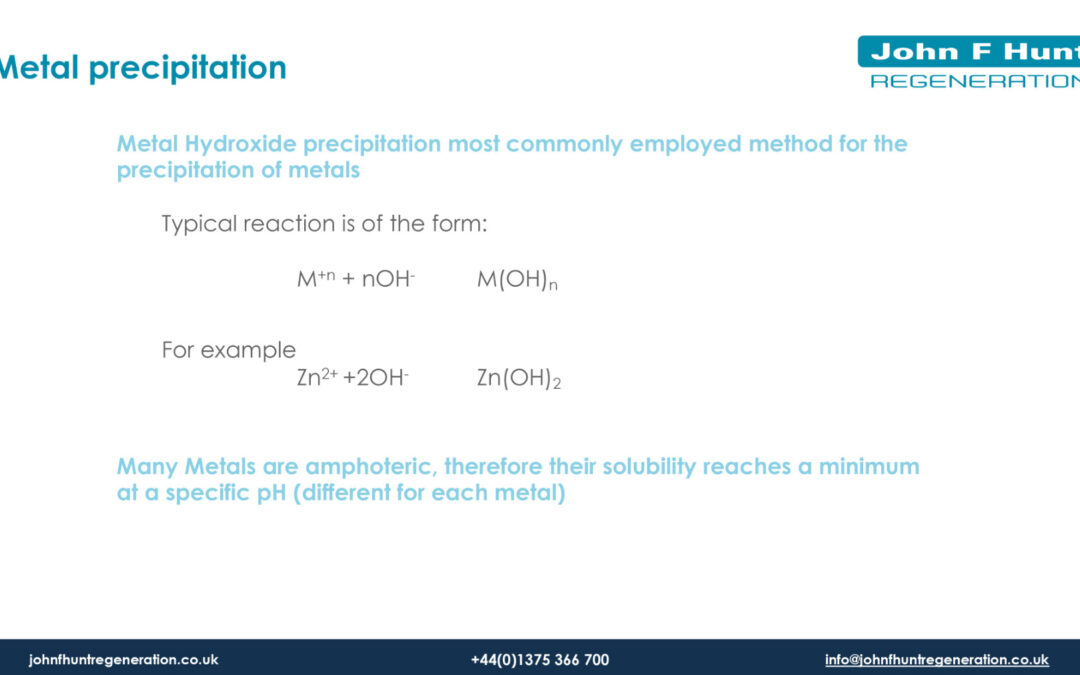 Metal precipitation
John F Hunt
REGENERATION
Metal Hydroxide precipitation most commonly employed method for the
precipitation of metals
Typical reaction is of the form:
M⁺ⁿ + nOH⁻ M(OH)ₙ
For example
Zn²⁺ +2OH⁻ Zn(OH)₂
Many Metals are amphoteric, therefore their solubility reaches a minimum
at a specific pH (different for each metal)
johnfhuntregeneration.co.uk +44(0)1375 366 700 info@johnfhuntregeneration.co.uk